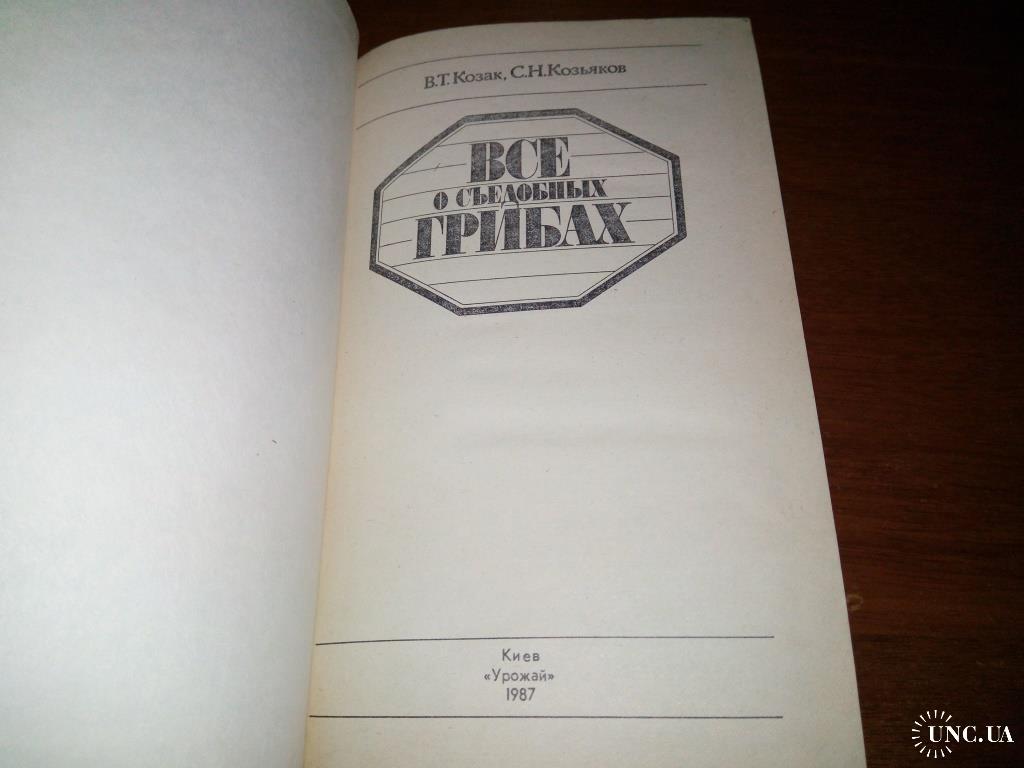 В.Т. Козак, С.Н. Козьяков
ВСЕ
О СЪЕДОБНЫХ
ГРИБАХ
Киев
«Урожай»
1987
UNC.UA